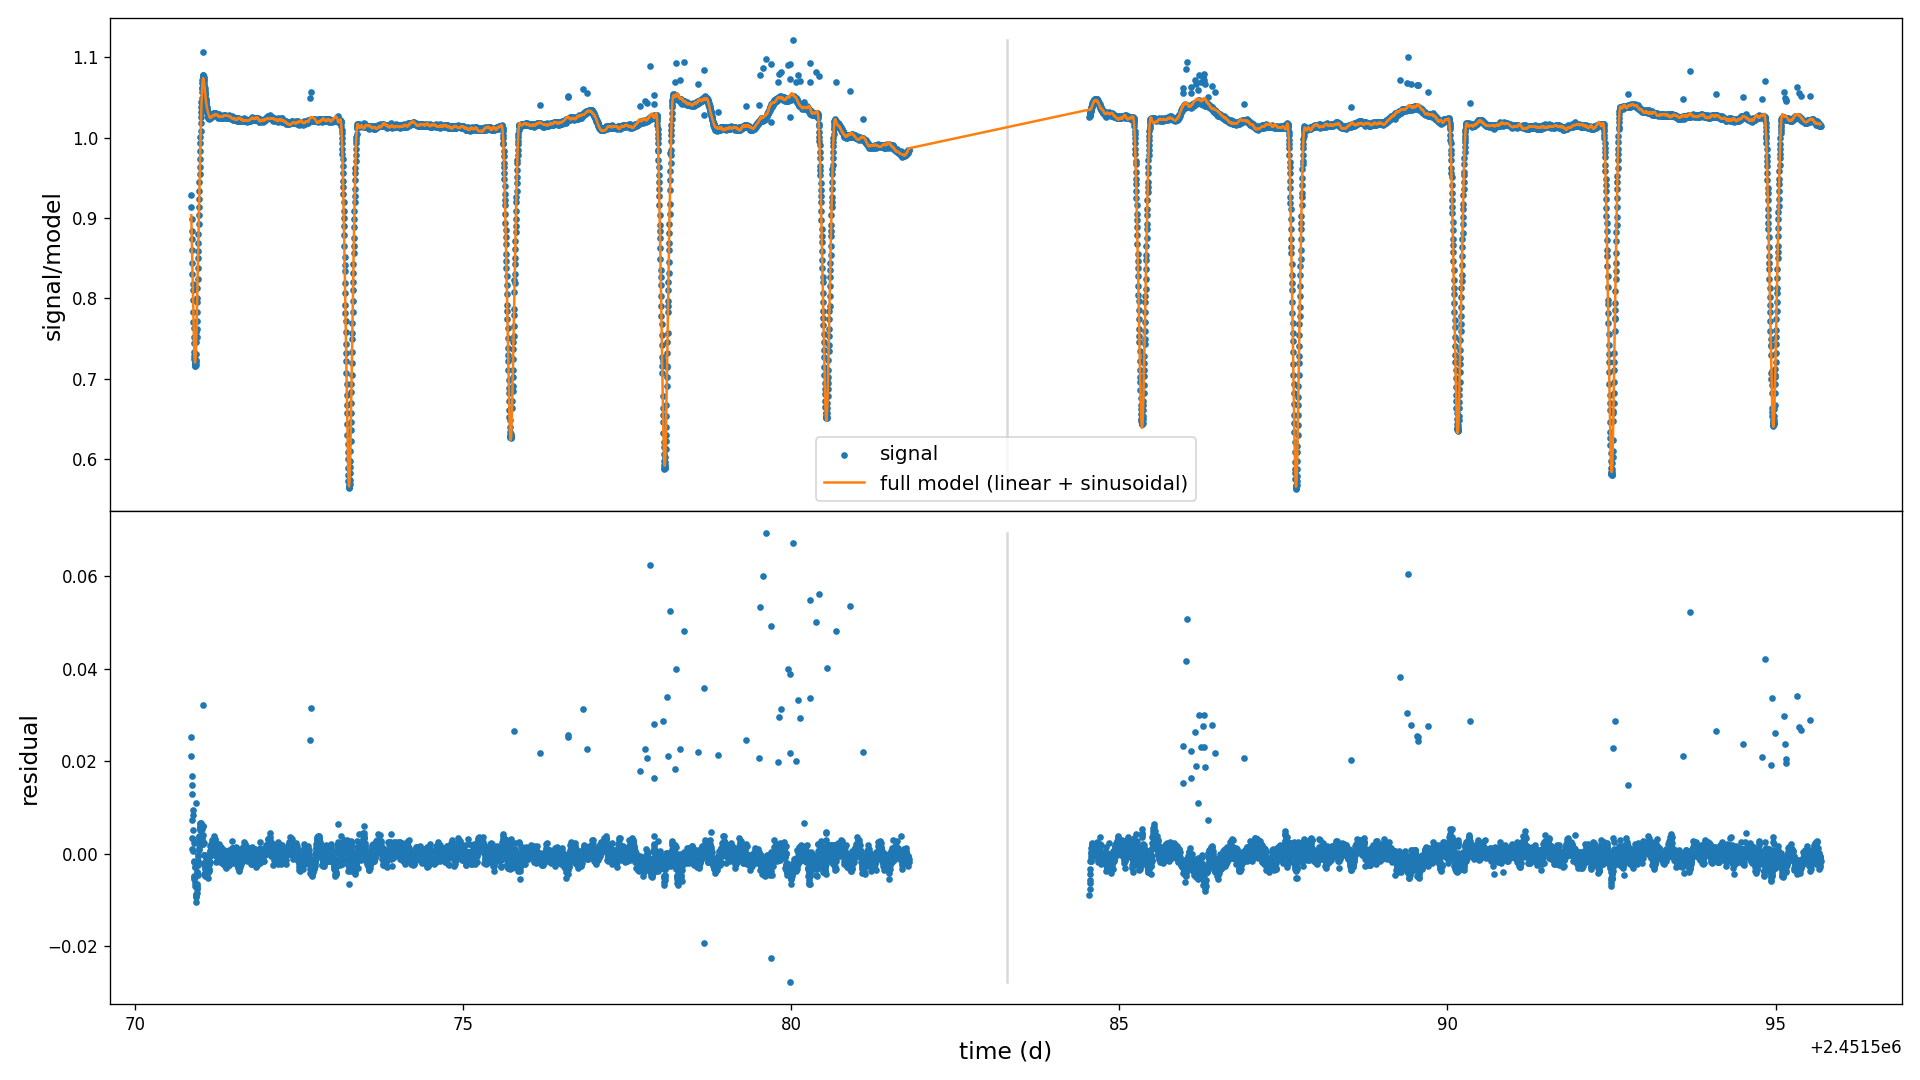 1.1
1.0
0.9
0.8
0.7
0.6
signal/model
signal
full model (linear + sinusoidal)
0.06
0.04
0.02
0.00
−0.02
residual
70 75 80 85 90 95
time (d)
+2.4515e6